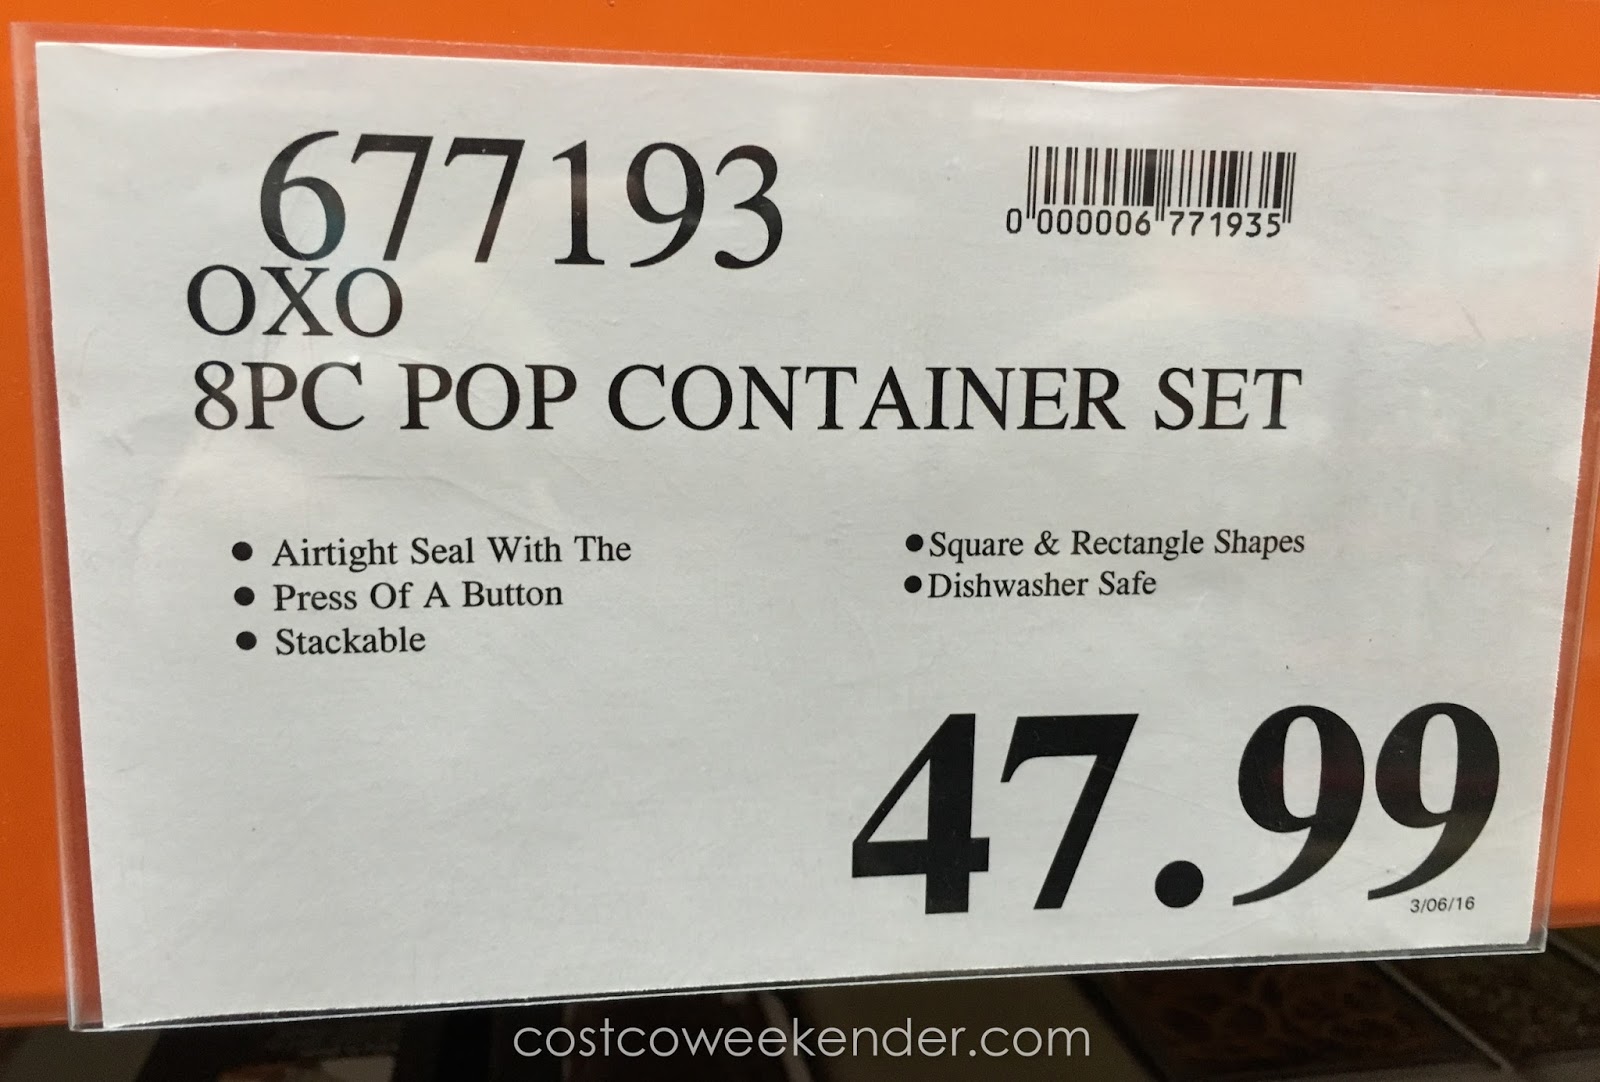 677193
0 000006 771935
OXO
8PC POP CONTAINER SET
● Airtight Seal With The
● Press Of A Button
● Stackable
● Square & Rectangle Shapes
● Dishwasher Safe
47.99
3/06/16
costcoweekender.com